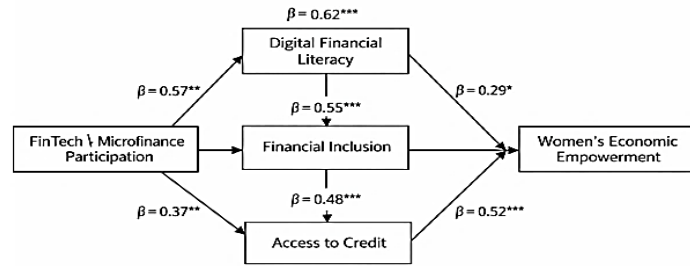 β = 0.62***
Digital Financial
Literacy
β = 0.57**
β = 0.29*
β = 0.55***
FinTech \ Microfinance
Participation
Financial Inclusion
Women's Economic
Empowerment
β = 0.48***
β = 0.37**
β = 0.52***
Access to Credit